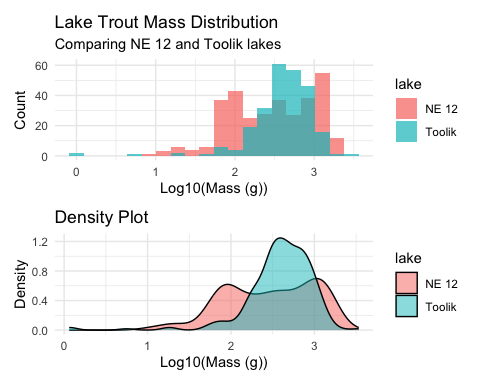 Lake Trout Mass Distribution
Comparing NE 12 and Toolik lakes
60
40
20
0
Count
0 1 2 3
Log10(Mass (g))
lake
NE 12
Toolik
Density Plot
1.2
0.8
0.4
0.0
Density
0 1 2 3
Log10(Mass (g))
lake
NE 12
Toolik